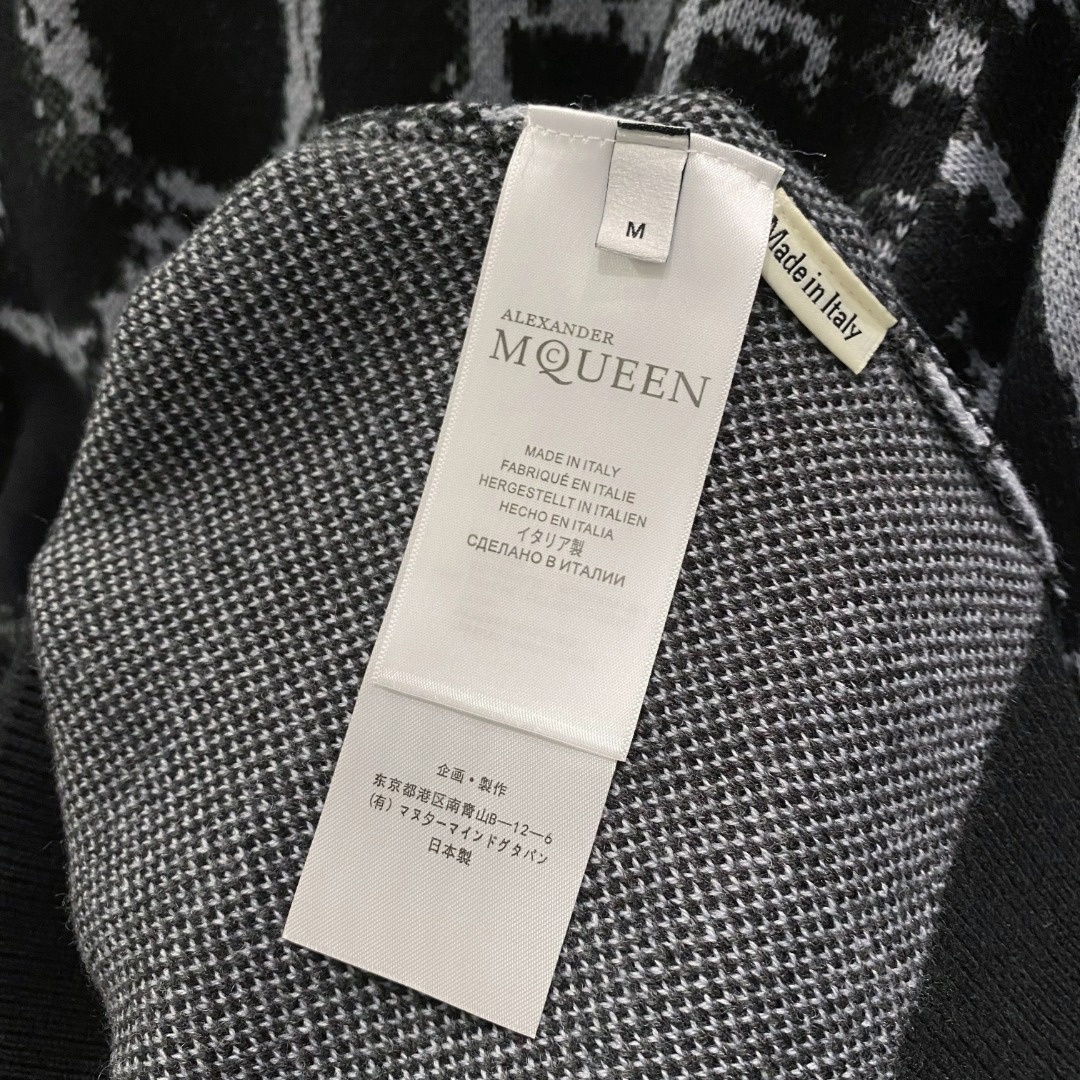 M
Made in Italy
ALEXANDER
McQUEEN
MADE IN ITALY
FABRIQUÉ EN ITALIE
HERGESTELLT IN ITALIEN
HECHO EN ITALIA
イタリア製
СДЕЛАНО В ИТАЛИИ
企画・製作
东京都港区南青山B—12—6
(有) マヌターマインドグタパン
日本製